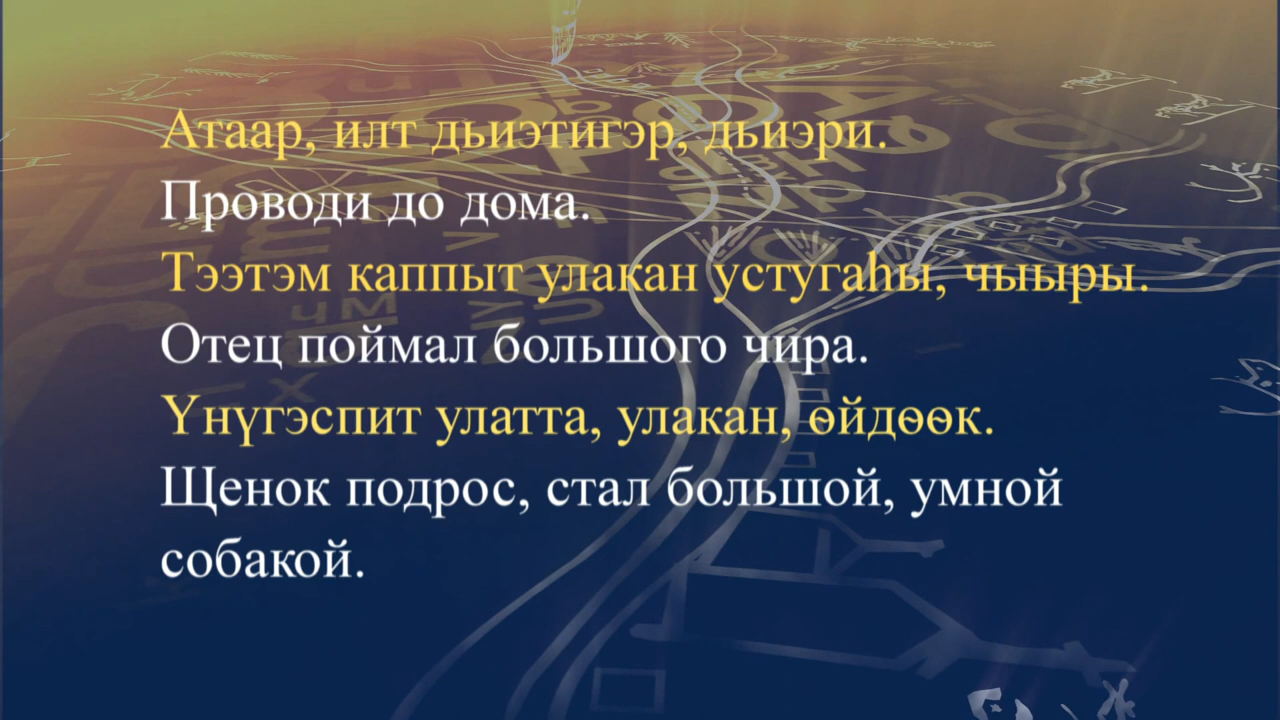 Атаар, илт дьиэтигэр, дьиэри.
Проводи до дома.
Тээтэм каппыт улакан устугаһы, чыыры.
Отец поймал большого чира.
Үнүгэспит улатта, улакан, өйдөөк.
Щенок подрос, стал большой, умной
собакой.